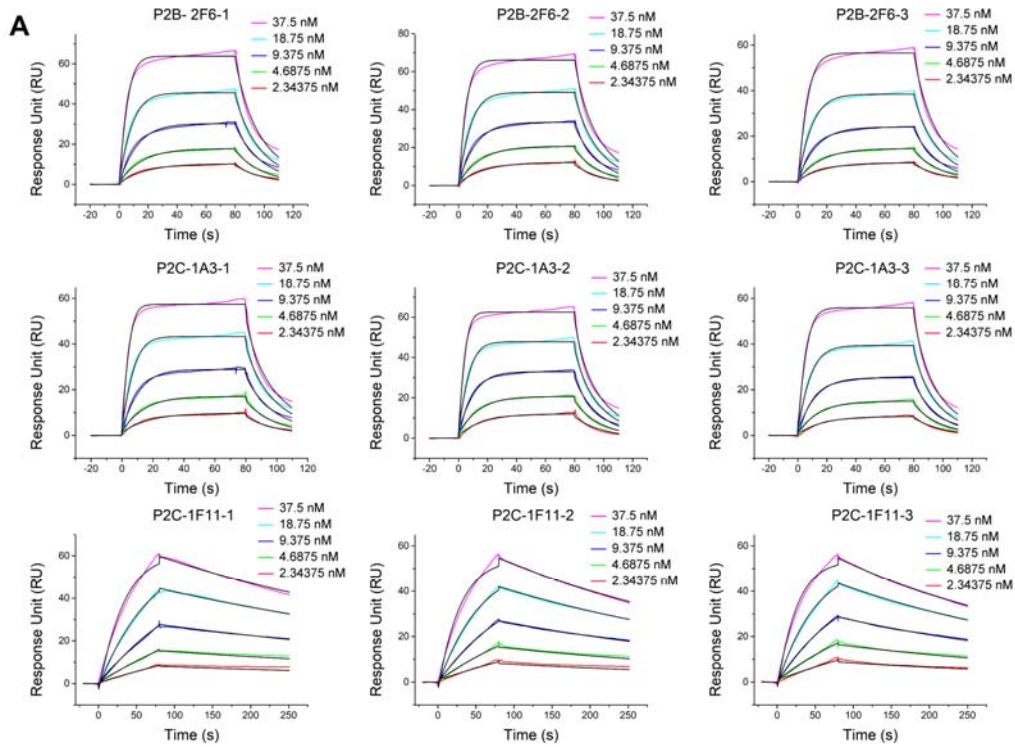 A
P2B- 2F6-1
37.5 nM
18.75 nM
9.375 nM
4.6875 nM
2.34375 nM
Response Unit (RU)
60
40
20
0
-20 0 20 40 60 80 100 120
Time (s)
P2B-2F6-2
37.5 nM
18.75 nM
9.375 nM
4.6875 nM
2.34375 nM
Response Unit (RU)
80
60
40
20
0
-20 0 20 40 60 80 100 120
Time (s)
P2B-2F6-3
37.5 nM
18.75 nM
9.375 nM
4.6875 nM
2.34375 nM
Response Unit (RU)
60
40
20
0
-20 0 20 40 60 80 100 120
Time (s)
P2C-1A3-1
37.5 nM
18.75 nM
9.375 nM
4.6875 nM
2.34375 nM
Response Unit (RU)
60
40
20
0
-20 0 20 40 60 80 100 120
Time (s)
P2C-1A3-2
37.5 nM
18.75 nM
9.375 nM
4.6875 nM
2.34375 nM
Response Unit (RU)
60
40
20
0
-20 0 20 40 60 80 100 120
Time (s)
P2C-1A3-3
37.5 nM
18.75 nM
9.375 nM
4.6875 nM
2.34375 nM
Response Unit (RU)
60
40
20
0
-20 0 20 40 60 80 100 120
Time (s)
P2C-1F11-1
37.5 nM
18.75 nM
9.375 nM
4.6875 nM
2.34375 nM
Response Unit (RU)
60
40
20
0
0 50 100 150 200 250
Time (s)
P2C-1F11-2
37.5 nM
18.75 nM
9.375 nM
4.6875 nM
2.34375 nM
Response Unit (RU)
60
40
20
0
0 50 100 150 200 250
Time (s)
P2C-1F11-3
37.5 nM
18.75 nM
9.375 nM
4.6875 nM
2.34375 nM
Response Unit (RU)
60
40
20
0
0 50 100 150 200 250
Time (s)